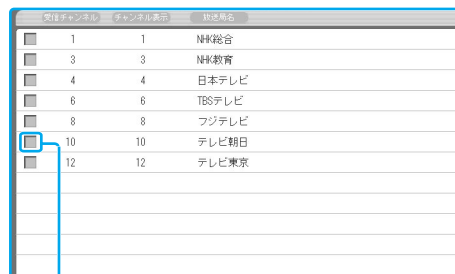 受信チャンネル チャンネル表示 放送局名
1 1 NHK総合
3 3 NHK教育
4 4 日本テレビ
6 6 TBSテレビ
8 8 フジテレビ
10 10 テレビ朝日
12 12 テレビ東京